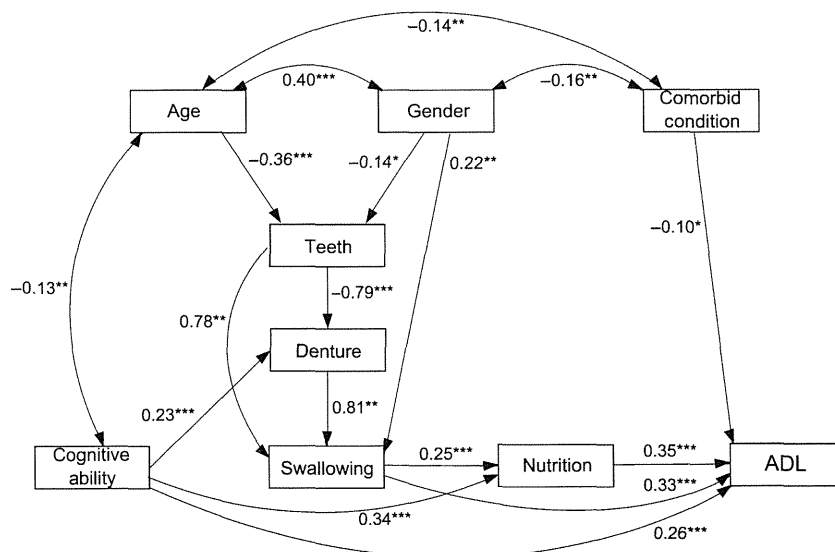 –0.14**
0.40***
–0.16**
Age
Gender
Comorbid
condition
–0.36***
–0.14*
0.22**
–0.10*
Teeth
–0.13**
–0.79***
0.78**
Denture
0.23***
0.81**
Cognitive
ability
Swallowing
0.25***
Nutrition
0.35***
ADL
0.33***
0.34***
0.26***